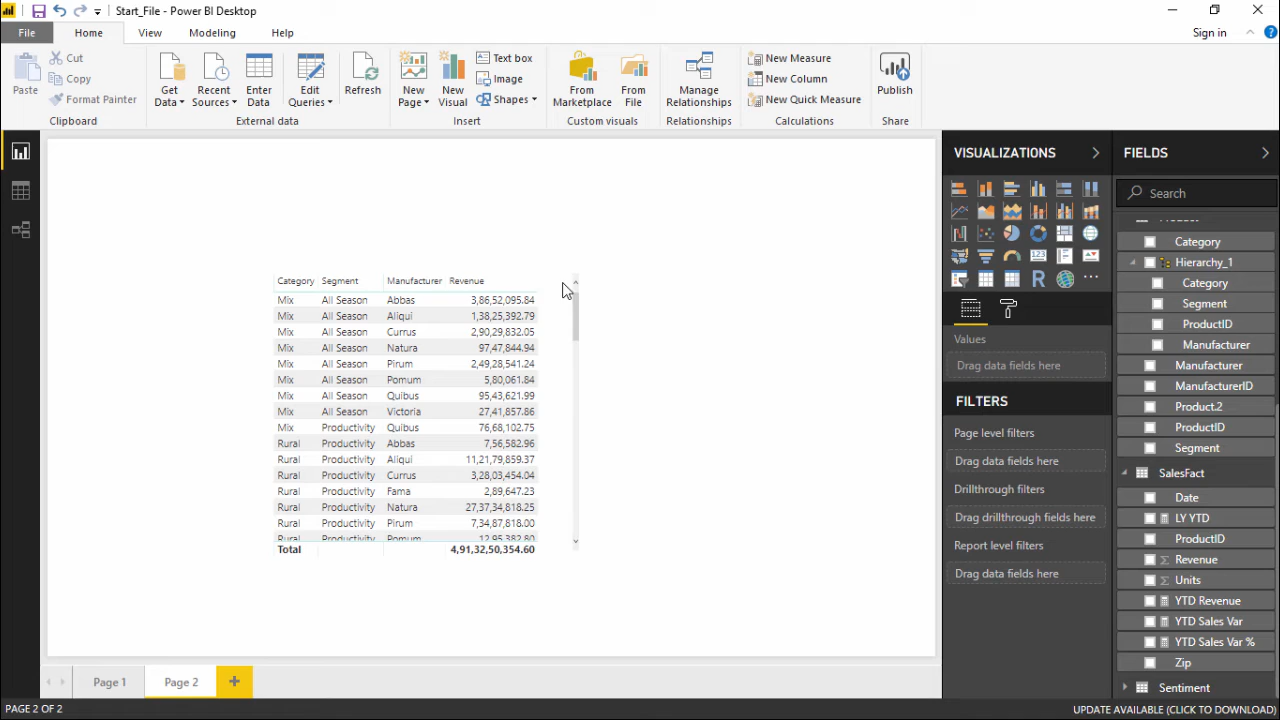 Start_File - Power BI Desktop
File Home View Modeling Help Sign in
Paste
Cut
Copy
Format Painter
Clipboard
Get Data
Recent Sources
Enter Data
External data
Edit Queries
Refresh
New Page
New Visual
Text box
Image
Shapes
Insert
From Marketplace
From File
Custom visuals
Manage Relationships
Relationships
New Measure
New Column
New Quick Measure
Calculations
Publish
Share
Category Segment Manufacturer Revenue
Mix All Season Abbas 3,86,52,095.84
Mix All Season Aliqui 1,38,25,392.79
Mix All Season Currus 2,90,29,832.05
Mix All Season Natura 97,47,844.94
Mix All Season Pirum 2,49,28,541.24
Mix All Season Pomum 5,80,061.84
Mix All Season Quibus 95,43,621.99
Mix All Season Victoria 27,41,857.86
Mix Productivity Quibus 76,68,102.75
Rural Productivity Abbas 7,56,582.96
Rural Productivity Aliqui 11,21,79,859.37
Rural Productivity Currus 3,28,03,454.04
Rural Productivity Fama 2,89,647.23
Rural Productivity Natura 27,37,34,818.25
Rural Productivity Pirum 7,34,87,818.00
Rural Productivity Pomum 12,95,382.80
Total 4,91,32,50,354.60
VISUALIZATIONS
R
Values
Drag data fields here
FILTERS
Page level filters
Drag data fields here
Drillthrough filters
Drag drillthrough fields here
Report level filters
Drag data fields here
FIELDS
Search
Category
Hierarchy_1
Category
Segment
ProductID
Manufacturer
Manufacturer
ManufacturerID
Product.2
ProductID
Segment
SalesFact
Date
LY YTD
ProductID
Revenue
Units
YTD Revenue
YTD Sales Var
YTD Sales Var %
Zip
Sentiment
Page 1 Page 2
PAGE 2 OF 2
UPDATE AVAILABLE (CLICK TO DOWNLOAD)